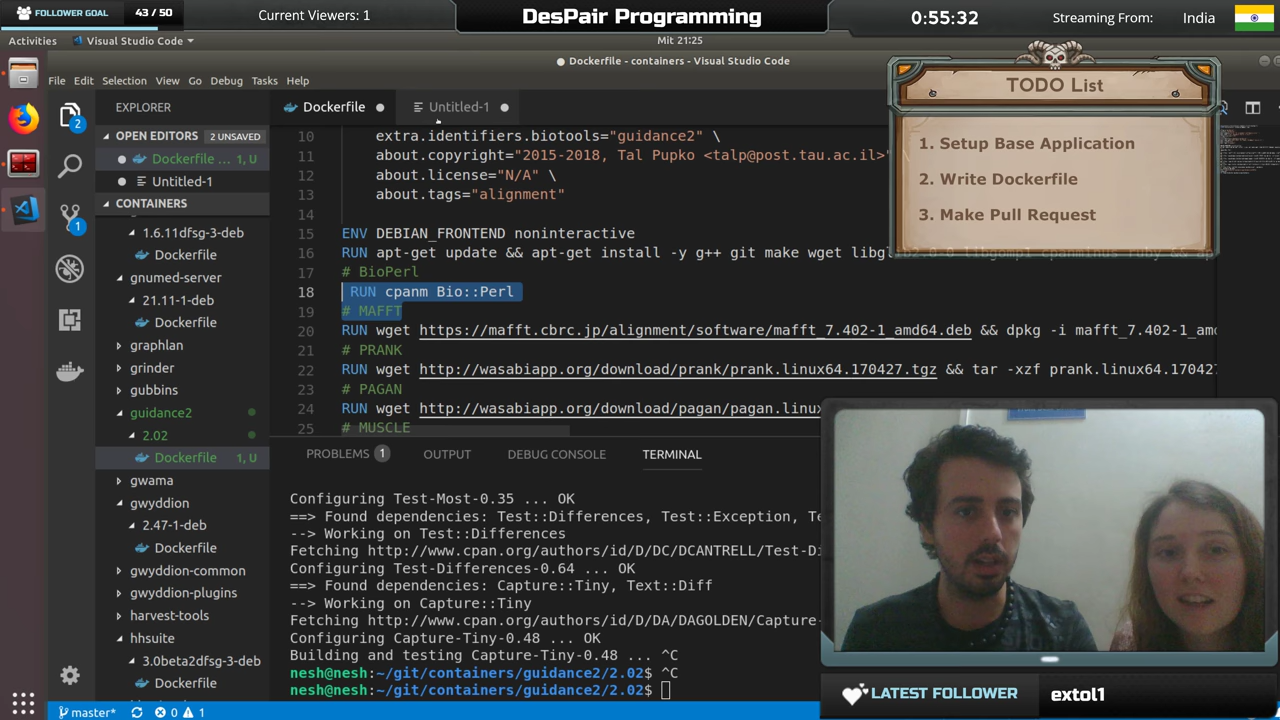 FOLLOWER GOAL
43 / 50
Current Viewers: 1
DesPair Programming
0:55:32
Streaming From:
India
Activities
Visual Studio Code
Mit 21:25
Dockerfile - containers - Visual Studio Code
File Edit Selection View Go Debug Tasks Help
EXPLORER
Dockerfile
Untitled-1
OPEN EDITORS
2 UNSAVED
Dockerfile ... 1, U
Untitled-1
CONTAINERS
1.6.11dfsg-3-deb
Dockerfile
gnumed-server
21.11-1-deb
Dockerfile
graphlan
grinder
gubbins
guidance2
2.02
Dockerfile 1, U
gwama
gwyddion
2.47-1-deb
Dockerfile
gwyddion-common
gwyddion-plugins
harvest-tools
hhsuite
3.0beta2dfsg-3-deb
Dockerfile
2
1
10 extra.identifiers.biotools="guidance2" \
11 about.copyright="2015-2018, Tal Pupko <talp@post.tau.ac.il>"
12 about.license="N/A" \
13 about.tags="alignment"
14
15 ENV DEBIAN_FRONTEND noninteractive
16 RUN apt-get update && apt-get install -y g++ git make wget libglib2.0-0 libgomp1 cpanminus ruby && ap
17 # BioPerl
18 RUN cpanm Bio::Perl
19 # MAFFT
20 RUN wget https://mafft.cbrc.jp/alignment/software/mafft_7.402-1_amd64.deb && dpkg -i mafft_7.402-1_amd
21 # PRANK
22 RUN wget http://wasabiapp.org/download/prank/prank.linux64.170427.tgz && tar -xzf prank.linux64.17042
23 # PAGAN
24 RUN wget http://wasabiapp.org/download/pagan/pagan.linux
25 # MUSCLE
TODO List
1. Setup Base Application
2. Write Dockerfile
3. Make Pull Request
PROBLEMS 1 OUTPUT DEBUG CONSOLE TERMINAL
Configuring Test-Most-0.35 ... OK
==> Found dependencies: Test::Differences, Test::Exception, Te
--> Working on Test::Differences
Fetching http://www.cpan.org/authors/id/D/DC/DCANTRELL/Test-Di
Configuring Test-Differences-0.64 ... OK
==> Found dependencies: Capture::Tiny, Text::Diff
--> Working on Capture::Tiny
Fetching http://www.cpan.org/authors/id/D/DA/DAGOLDEN/Capture-
Configuring Capture-Tiny-0.48 ... OK
Building and testing Capture-Tiny-0.48 ... ^C
nesh@nesh:~/git/containers/guidance2/2.02$ ^C
nesh@nesh:~/git/containers/guidance2/2.02$
master* 0 1
LATEST FOLLOWER
extol1